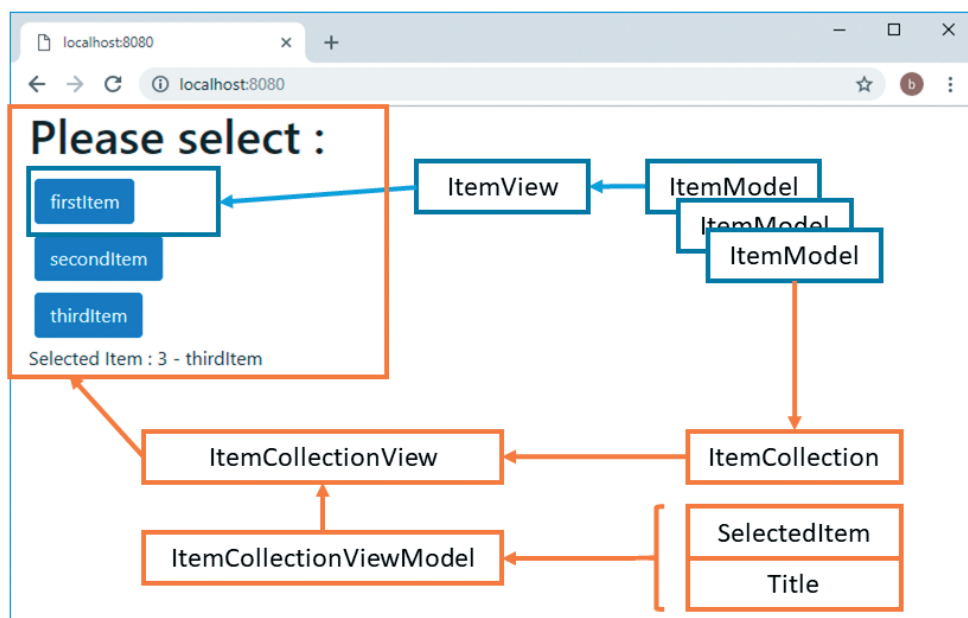 localhost:8080
localhost:8080
b
Please select :
firstItem
secondItem
thirdItem
Selected Item : 3 - thirdItem
ItemView
ItemModel
ItemModel
ItemModel
ItemCollectionView
ItemCollection
ItemCollectionViewModel
SelectedItem
Title